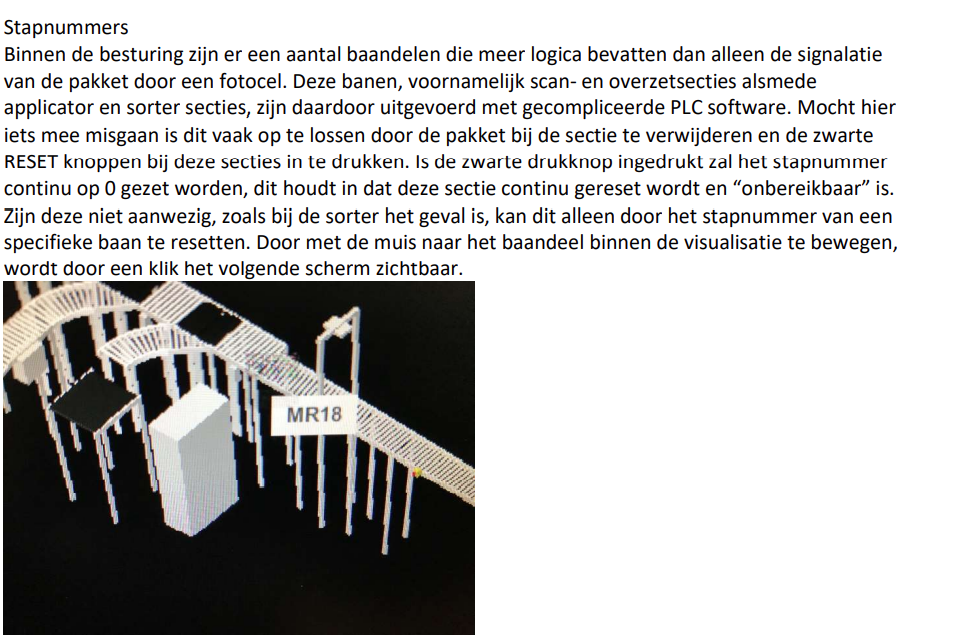 Stapnummers
Binnen de besturing zijn er een aantal baandelen die meer logica bevatten dan alleen de signalatie
van de pakket door een fotocel. Deze banen, voornamelijk scan- en overzetsecties alsmede
applicator en sorter secties, zijn daardoor uitgevoerd met gecompliceerde PLC software. Mocht hier
iets mee misgaan is dit vaak op te lossen door de pakket bij de sectie te verwijderen en de zwarte
RESET knoppen bij deze secties in te drukken. Is de zwarte drukknop ingedrukt zal het stapnummer
continu op 0 gezet worden, dit houdt in dat deze sectie continu gereset wordt en “onbereikbaar” is.
Zijn deze niet aanwezig, zoals bij de sorter het geval is, kan dit alleen door het stapnummer van een
specifieke baan te resetten. Door met de muis naar het baandeel binnen de visualisatie te bewegen,
wordt door een klik het volgende scherm zichtbaar.
MR18